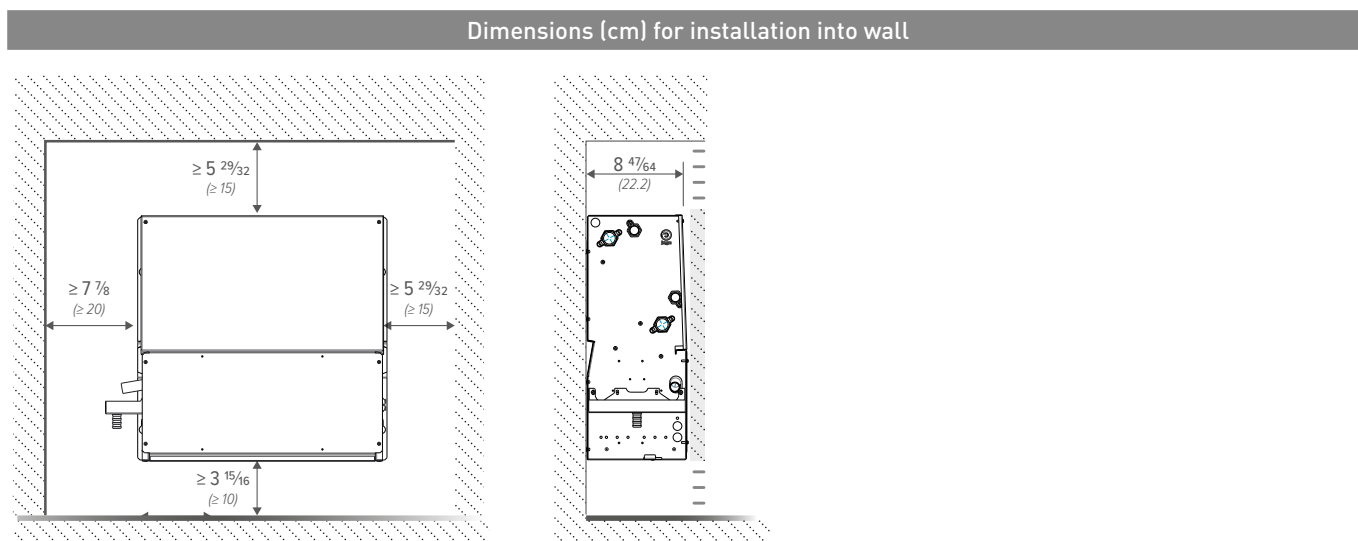 Dimensions (cm) for installation into wall
≥ 5 29/32
(≥ 15)
8 47/64
(22.2)
≥ 7 7/8
(≥ 20)
≥ 5 29/32
(≥ 15)
≥ 3 15/16
(≥ 10)